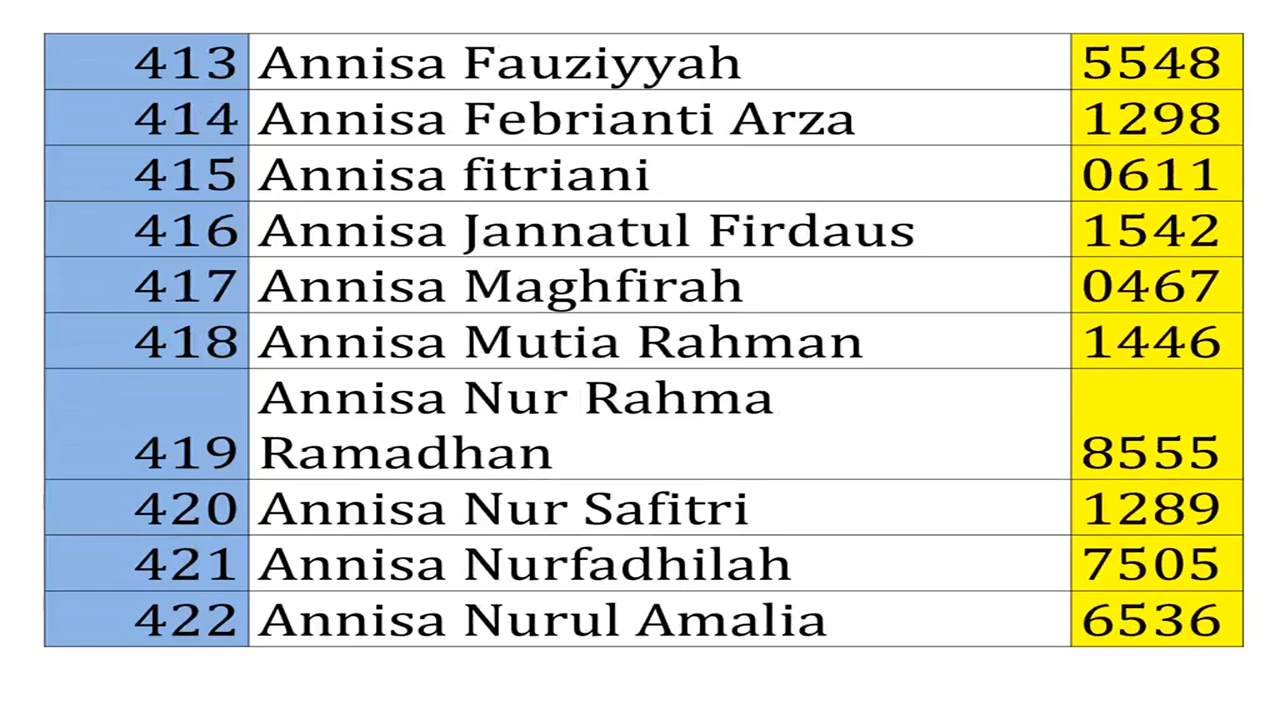 413 Annisa Fauziyyah 5548
414 Annisa Febrianti Arza 1298
415 Annisa fitriani 0611
416 Annisa Jannatul Firdaus 1542
417 Annisa Maghfirah 0467
418 Annisa Mutia Rahman 1446
Annisa Nur Rahma
419 Ramadhan 8555
420 Annisa Nur Safitri 1289
421 Annisa Nurfadhilah 7505
422 Annisa Nurul Amalia 6536